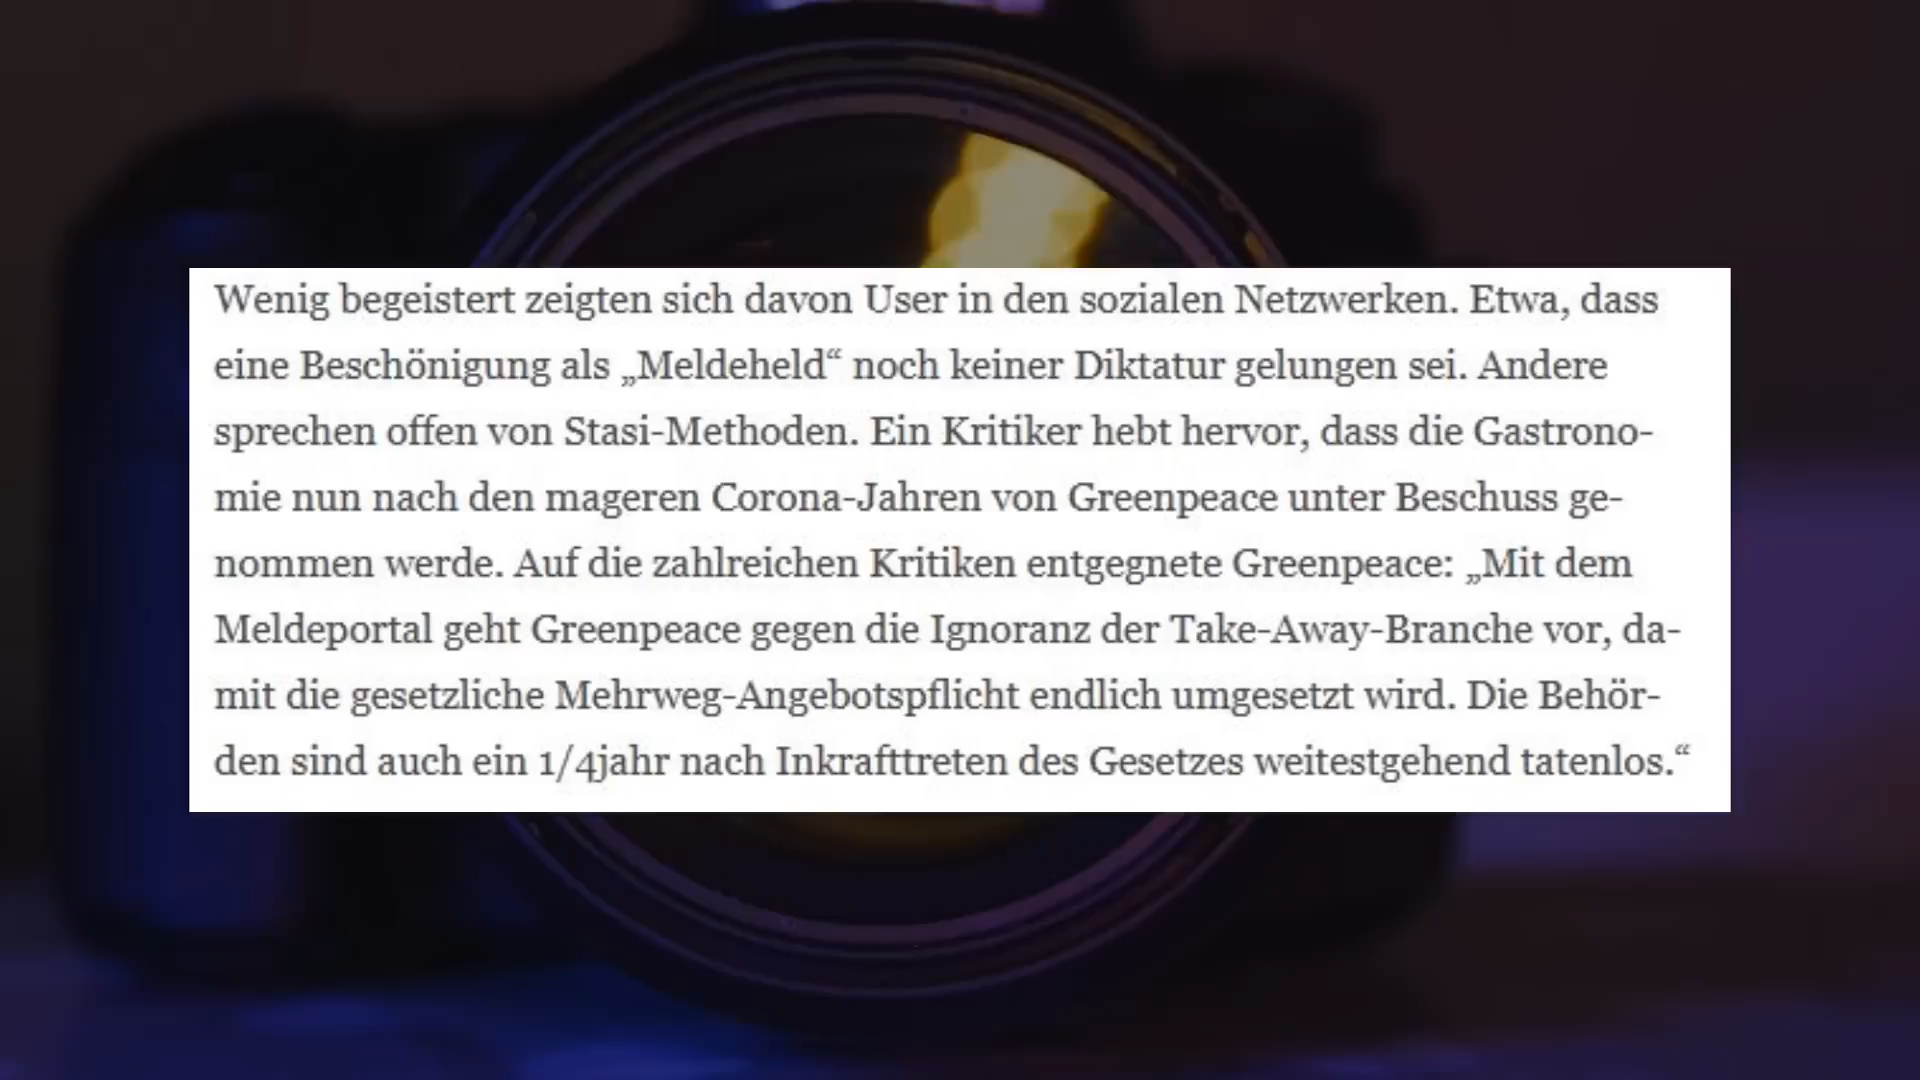 Wenig begeistert zeigten sich davon User in den sozialen Netzwerken. Etwa, dass
eine Beschönigung als „Meldeheld“ noch keiner Diktatur gelungen sei. Andere
sprechen offen von Stasi-Methoden. Ein Kritiker hebt hervor, dass die Gastrono-
mie nun nach den mageren Corona-Jahren von Greenpeace unter Beschuss ge-
nommen werde. Auf die zahlreichen Kritiken entgegnete Greenpeace: „Mit dem
Meldeportal geht Greenpeace gegen die Ignoranz der Take-Away-Branche vor, da-
mit die gesetzliche Mehrweg-Angebotspflicht endlich umgesetzt wird. Die Behör-
den sind auch ein 1/4jahr nach Inkrafttreten des Gesetzes weitestgehend tatenlos.“